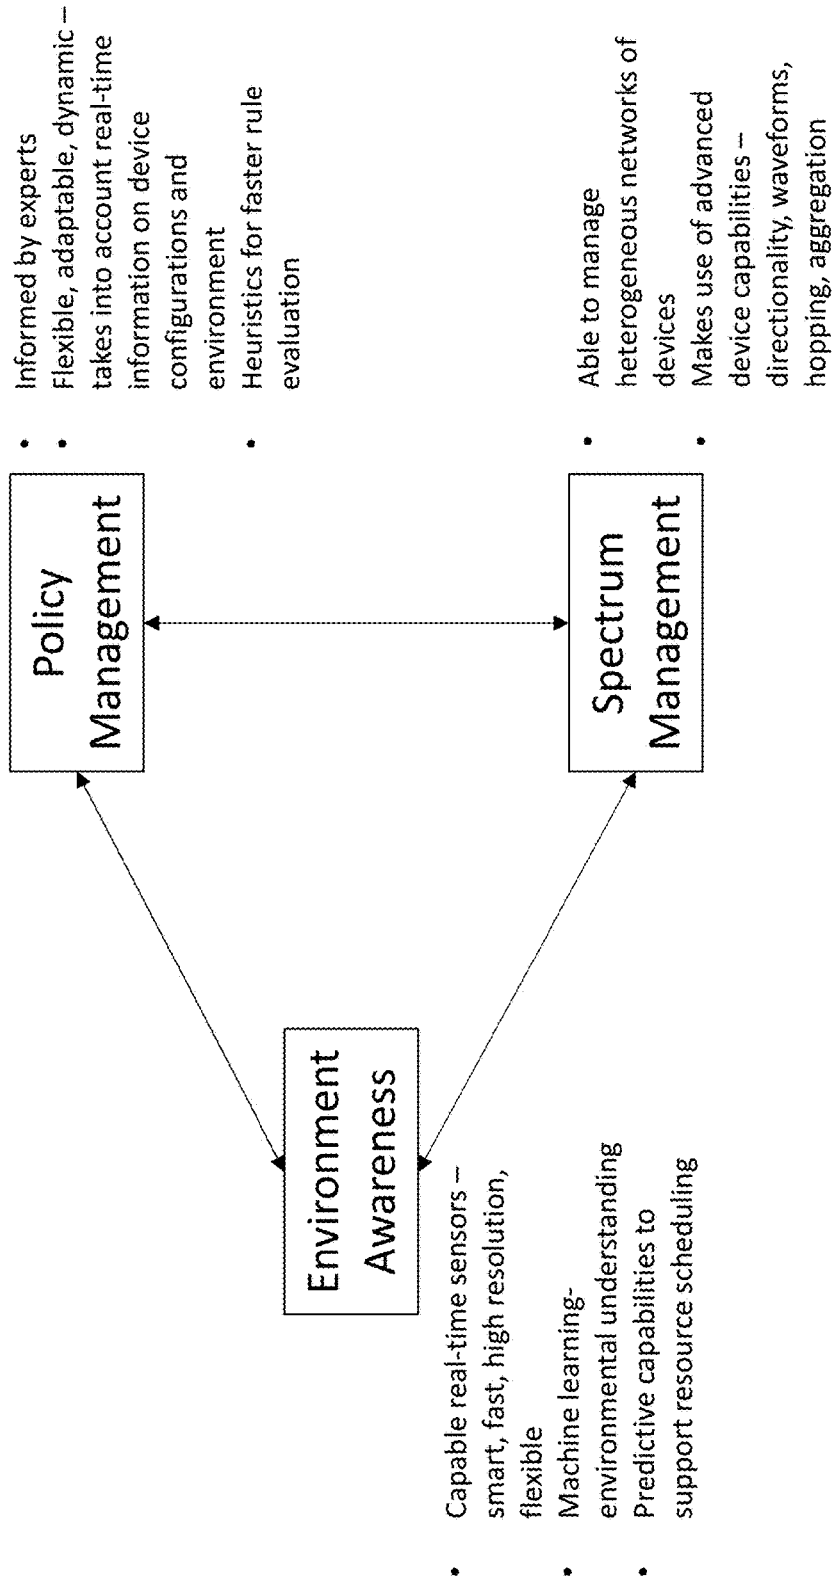 Environment
Awareness
• Capable real-time sensors –
smart, fast, high resolution,
flexible
• Machine learning-
environmental understanding
• Predictive capabilities to
support resource scheduling
Policy
Management
• Informed by experts
• Flexible, adaptable, dynamic –
takes into account real-time
information on device
configurations and
environment
• Heuristics for faster rule
evaluation
Spectrum
Management
• Able to manage
heterogeneous networks of
devices
• Makes use of advanced
device capabilities –
directionality, waveforms,
hopping, aggregation